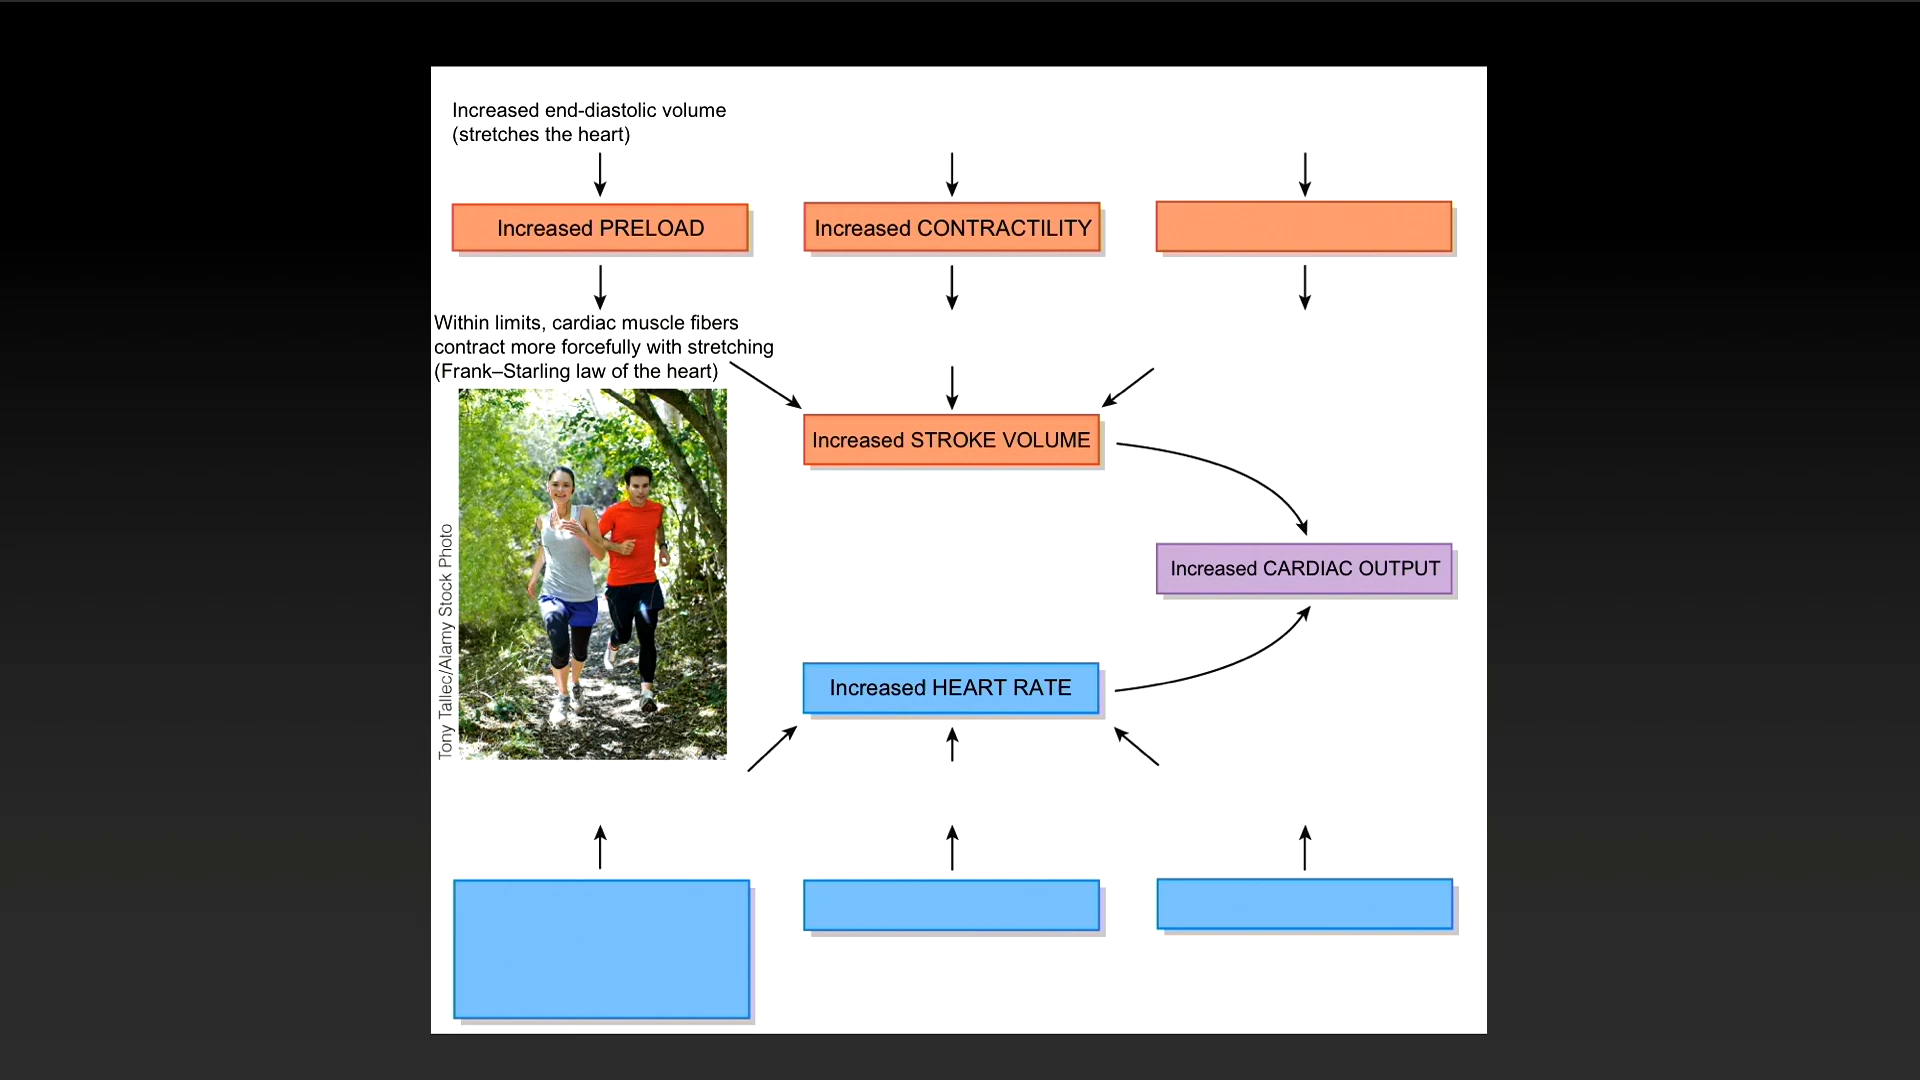 Increased end-diastolic volume
(stretches the heart)
Increased PRELOAD
Increased CONTRACTILITY
Within limits, cardiac muscle fibers
contract more forcefully with stretching
(Frank–Starling law of the heart)
Increased STROKE VOLUME
Tony Tallec/Alamy Stock Photo
Increased CARDIAC OUTPUT
Increased HEART RATE